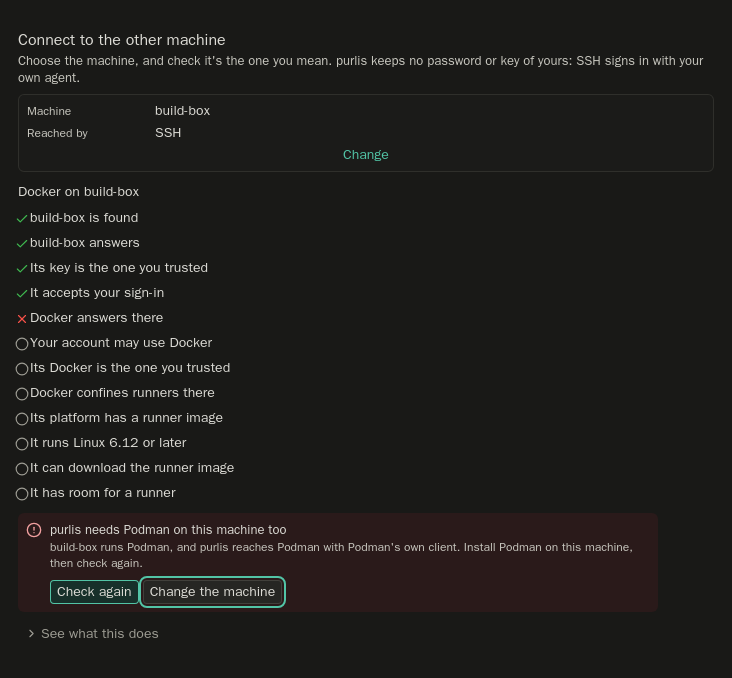 Connect to the other machine
Choose the machine, and check it's the one you mean. purlis keeps no password or key of yours: SSH signs in with your
own agent.
Machine build-box
Reached by SSH
Change
Docker on build-box
build-box is found
build-box answers
Its key is the one you trusted
It accepts your sign-in
Docker answers there
Your account may use Docker
Its Docker is the one you trusted
Docker confines runners there
Its platform has a runner image
It runs Linux 6.12 or later
It can download the runner image
It has room for a runner
purlis needs Podman on this machine too
build-box runs Podman, and purlis reaches Podman with Podman's own client. Install Podman on this machine,
then check again.
Check again Change the machine
See what this does